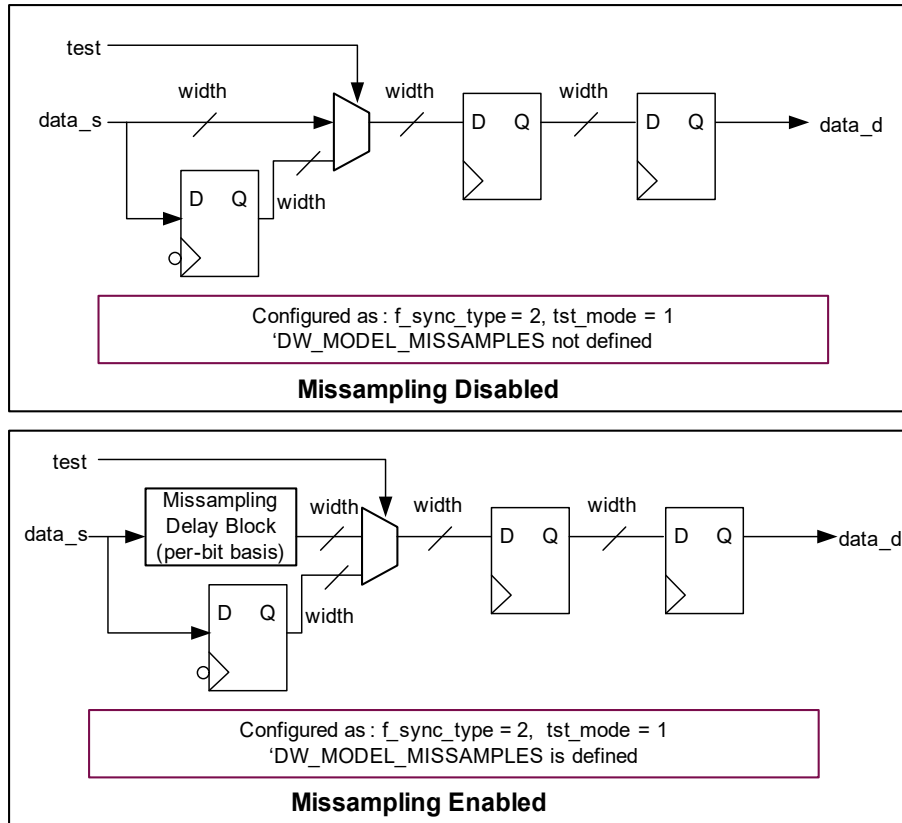 test
width
width
width
data_s
D Q
D Q
data_d
D Q
width
Configured as : f_sync_type = 2, tst_mode = 1
‘DW_MODEL_MISSAMPLES not defined
Missampling Disabled
test
Missampling
Delay Block
(per-bit basis)
width
width
width
data_s
D Q
D Q
data_d
D Q
width
Configured as : f_sync_type = 2, tst_mode = 1
‘DW_MODEL_MISSAMPLES is defined
Missampling Enabled